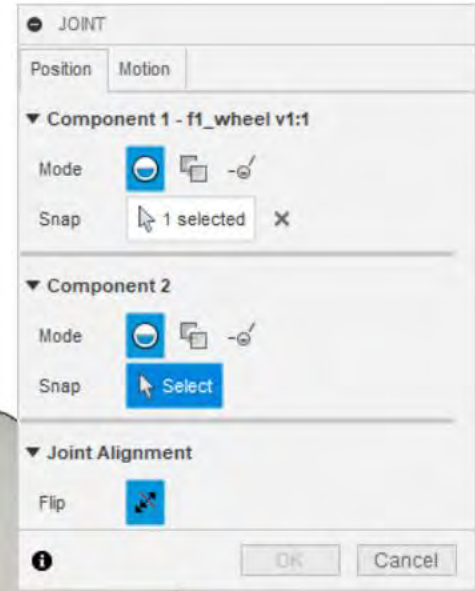 JOINT
Position Motion
Component 1 - f1_wheel v1:1
Mode
Snap 1 selected
Component 2
Mode
Snap Select
Joint Alignment
Flip
OK Cancel